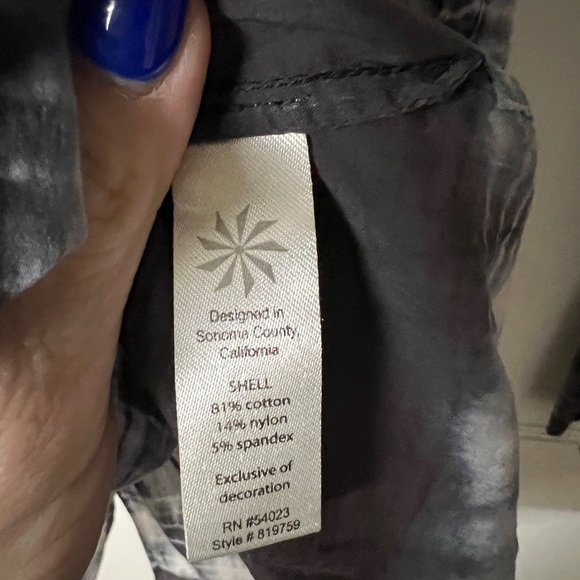 Designed in
Sonoma County,
California
SHELL
81% cotton
14% nylon
5% spandex
Exclusive of
decoration
RN #54023
Style # 819759